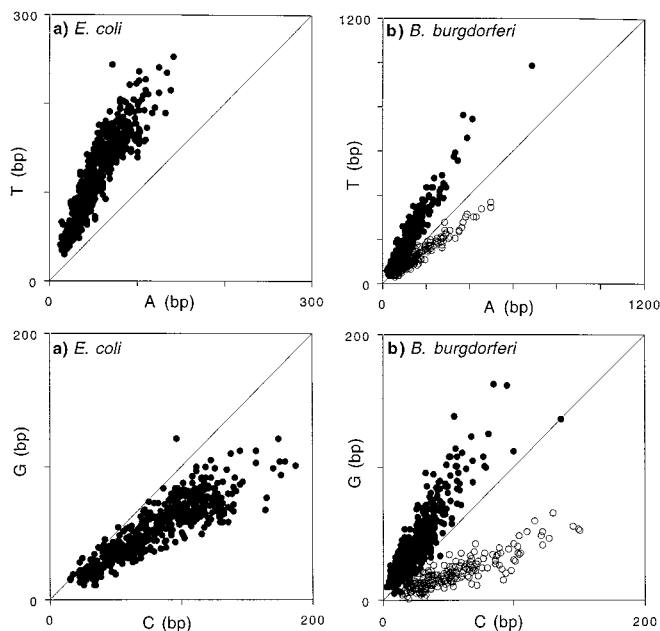 300
a) E. coli
T (bp)
0
0
A (bp)
300
1200
b) B. burgdorferi
T (bp)
0
0
A (bp)
1200
200
a) E. coli
G (bp)
0
0
C (bp)
200
200
b) B. burgdorferi
G (bp)
0
0
C (bp)
200